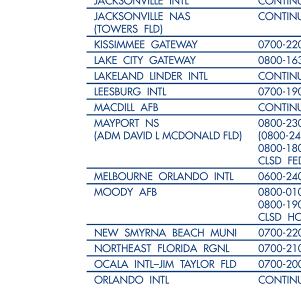 JACKSONVILLE INTL CONTINU
JACKSONVILLE NAS CONTINU
(TOWERS FLD)
KISSIMMEE GATEWAY 0700-220
LAKE CITY GATEWAY 0800-163
LAKELAND LINDER INTL CONTINU
LEESBURG INTL 0700-190
MACDILL AFB CONTINU
MAYPORT NS 0800-230
(ADM DAVID L MCDONALD FLD) (0800-24
0800-180
CLSD FED
MELBOURNE ORLANDO INTL 0600-240
MOODY AFB 0800-010
0800-190
CLSD HO
NEW SMYRNA BEACH MUNI 0700-220
NORTHEAST FLORIDA RGNL 0700-210
OCALA INTL-JIM TAYLOR FLD 0700-200
ORLANDO INTL CONTINU